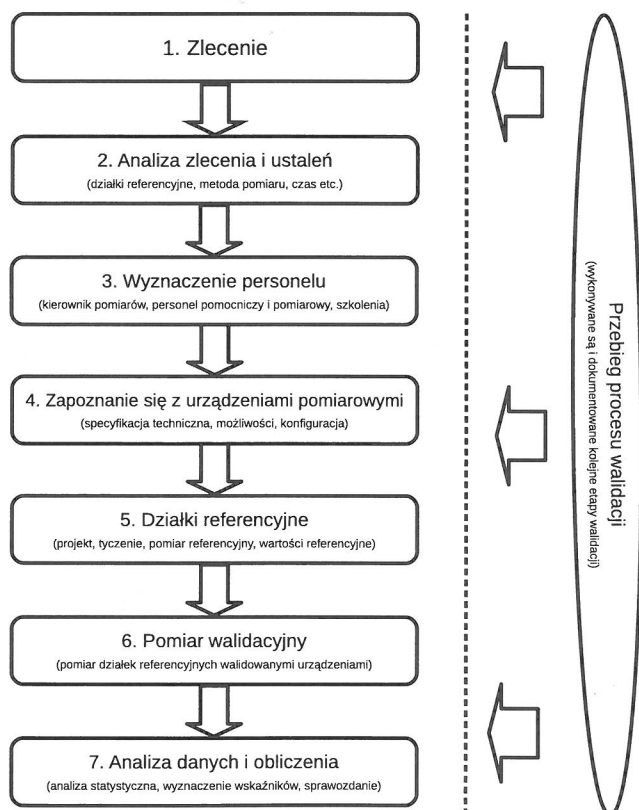 1. Zlecenie
2. Analiza zlecenia i ustaleń
(działki referencyjne, metoda pomiaru, czas etc.)
3. Wyznaczenie personelu
(kierownik pomiarów, personel pomocniczy i pomiarowy, szkolenia)
4. Zapoznanie się z urządzeniami pomiarowymi
(specyfikacja techniczna, możliwości, konfiguracja)
5. Działki referencyjne
(projekt, tyczenie, pomiar referencyjny, wartości referencyjne)
6. Pomiar walidacyjny
(pomiar działek referencyjnych walidowanymi urządzeniami)
7. Analiza danych i obliczenia
(analiza statystyczna, wyznaczenie wskaźników, sprawozdanie)
Przebieg procesu walidacji
(wykonywane są i dokumentowane kolejne etapy walidacji)